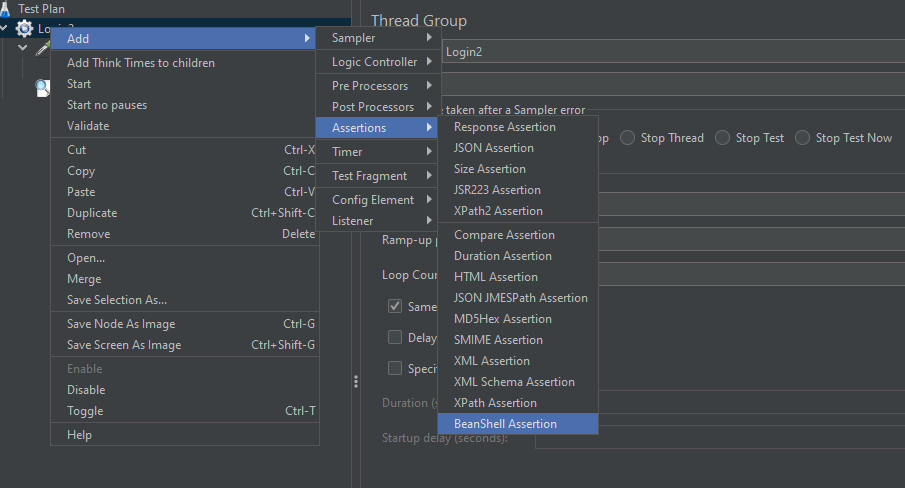 Test Plan
Thread Group
Add
Add Think Times to children
Start
Start no pauses
Validate
Cut Ctrl-X
Copy Ctrl-C
Paste Ctrl-V
Duplicate Ctrl+Shift-C
Remove Delete
Open...
Merge
Save Selection As...
Save Node As Image Ctrl-G
Save Screen As Image Ctrl+Shift-G
Enable
Disable
Toggle Ctrl-T
Help
Sampler
Logic Controller
Pre Processors
Post Processors
Assertions
Timer
Test Fragment
Config Element
Listener
Response Assertion
JSON Assertion
Size Assertion
JSR223 Assertion
XPath2 Assertion
Compare Assertion
Duration Assertion
HTML Assertion
JSON JMESPath Assertion
MD5Hex Assertion
SMIME Assertion
XML Assertion
XML Schema Assertion
XPath Assertion
BeanShell Assertion
Login2
taken after a Sampler error
Stop Thread Stop Test Stop Test Now
Ramp-up
Loop
Same
Delay
Duration
Startup delay (seconds):